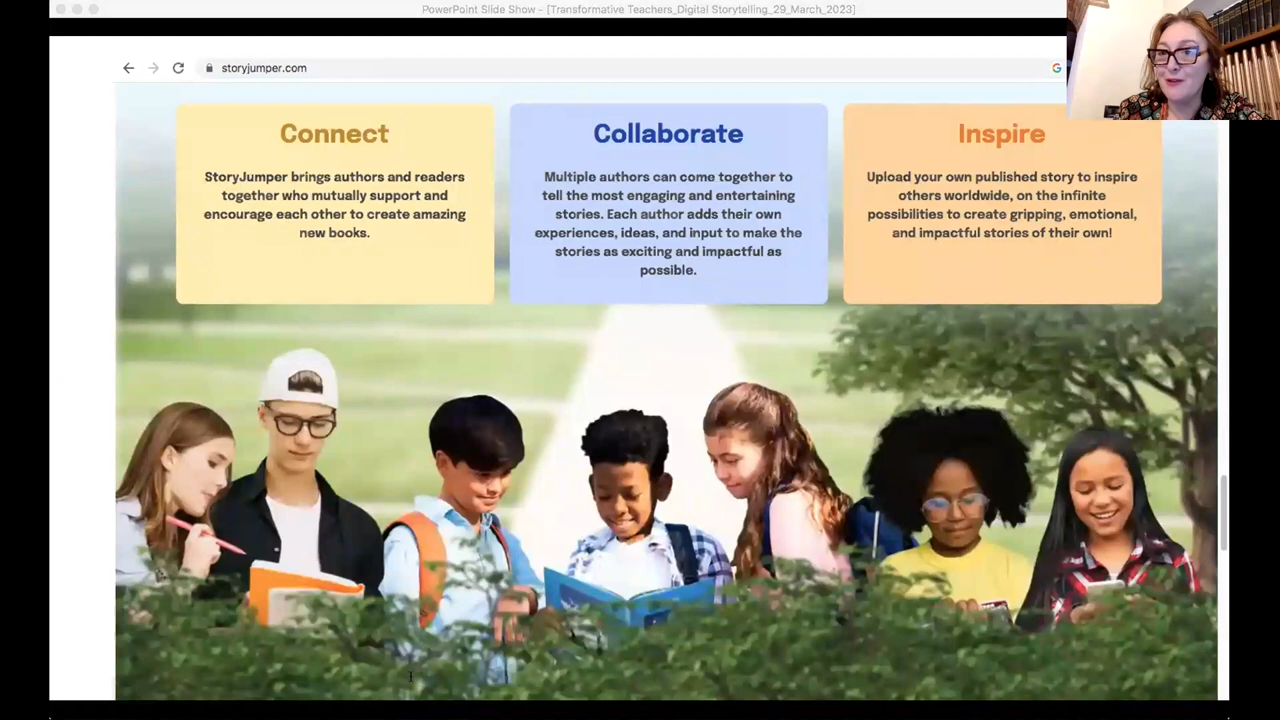 PowerPoint Slide Show - [Transformative Teachers_Digital Storytelling_29_March_2023]
storyjumper.com
Connect
StoryJumper brings authors and readers
together who mutually support and
encourage each other to create amazing
new books.
Collaborate
Multiple authors can come together to
tell the most engaging and entertaining
stories. Each author adds their own
experiences, ideas, and input to make the
stories as exciting and impactful as
possible.
Inspire
Upload your own published story to inspire
others worldwide, on the infinite
possibilities to create gripping, emotional,
and impactful stories of their own!